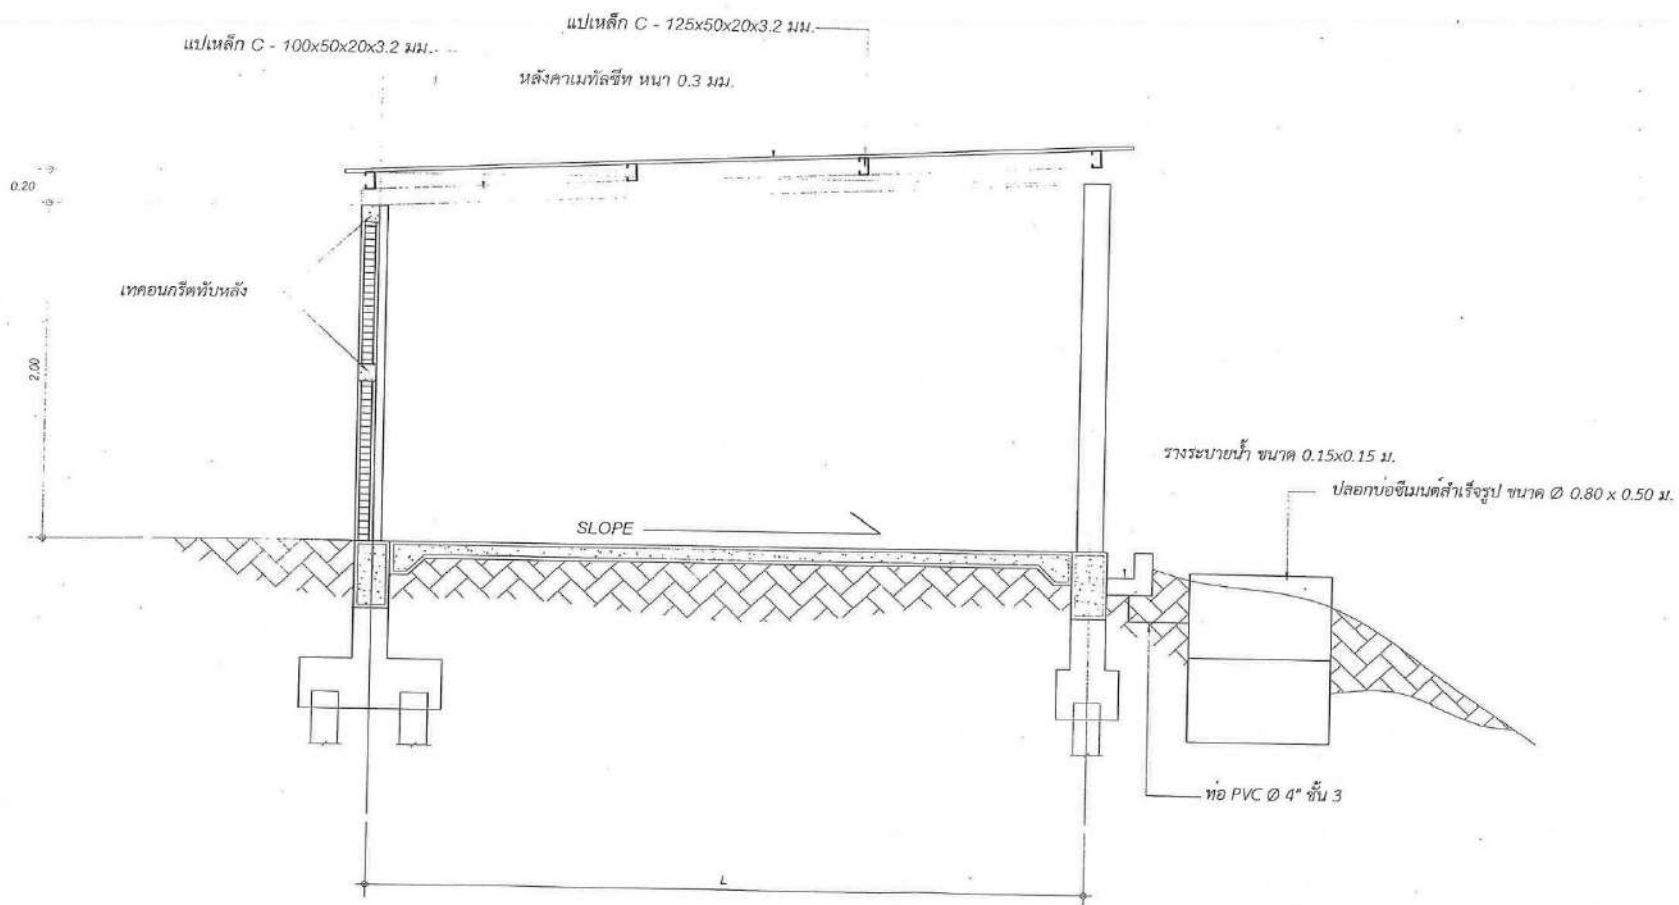 แปเหล็ก C - 125x50x20x3.2 มม.
แปเหล็ก C - 100x50x20x3.2 มม.
หลังคาเมทัลชีท หนา 0.3 มม.
0.20
เทคอนกรีตทับหลัง
2.00
รางระบายน้ำ ขนาด 0.15x0.15 ม.
ปลอกบ่อซีเมนต์สำเร็จรูป ขนาด Ø 0.80 x 0.50 ม.
SLOPE
ท่อ PVC Ø 4" ชั้น 3
L